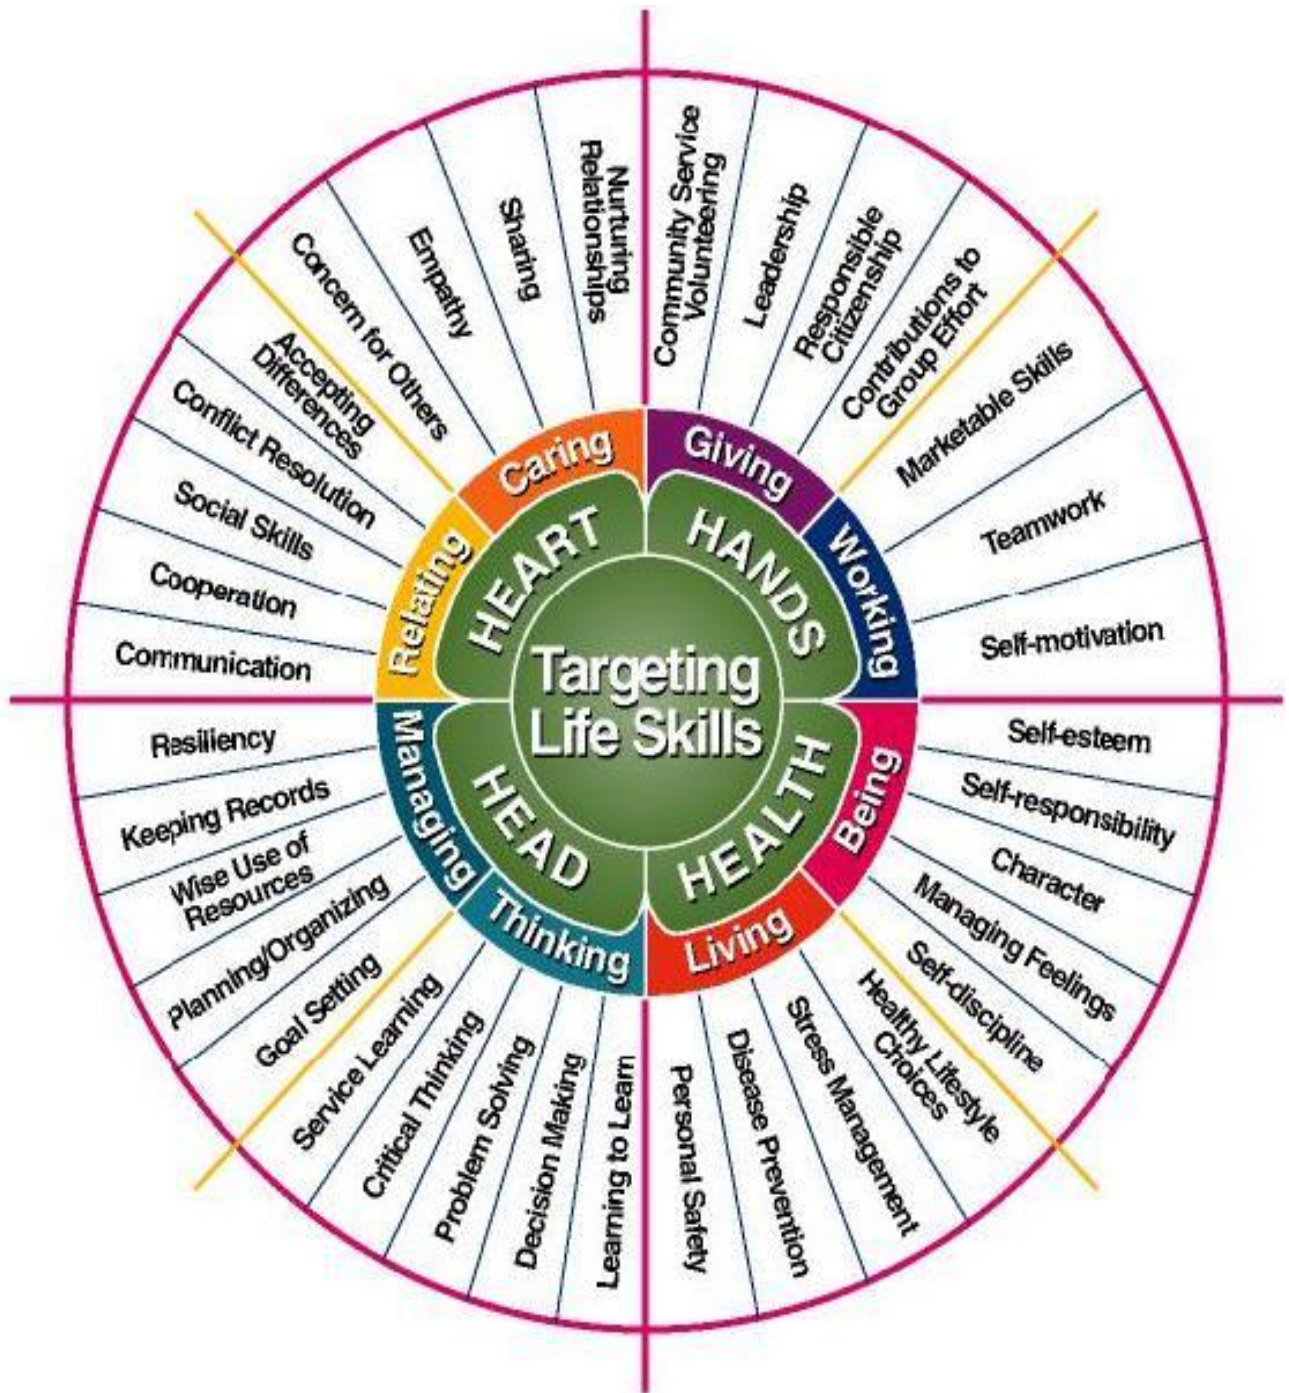 Targeting
Life Skills
HEART
HANDS
HEALTH
HEAD
Caring
Giving
Working
Being
Living
Thinking
Managing
Relating
Community Service
Volunteering
Leadership
Responsible
Citizenship
Contributions to
Group Effort
Marketable Skills
Teamwork
Self-motivation
Self-esteem
Self-responsibility
Character
Managing Feelings
Self-discipline
Healthy Lifestyle
Choices
Stress Management
Disease Prevention
Personal Safety
Learning to Learn
Decision Making
Problem Solving
Critical Thinking
Service Learning
Goal Setting
Planning/Organizing
Wise Use of
Resources
Keeping Records
Resiliency
Communication
Cooperation
Social Skills
Conflict Resolution
Accepting
Differences
Concern for Others
Empathy
Sharing
Nurturing
Relationships